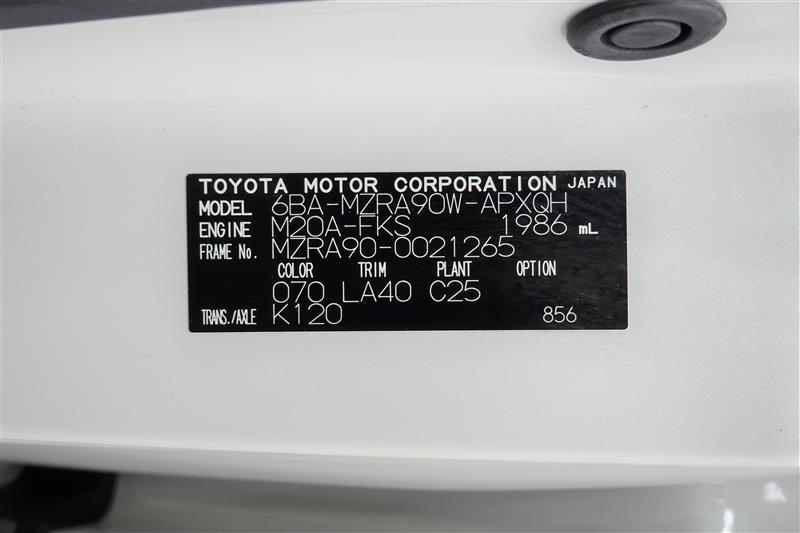 TOYOTA MOTOR CORPORATION JAPAN
MODEL 6BA-MZRA90W-APXQH
ENGINE M20A-FKS 1986 mL
FRAME No. MZRA90-0021265
COLOR TRIM PLANT OPTION
070 LA40 C25
TRANS./AXLE K120 856